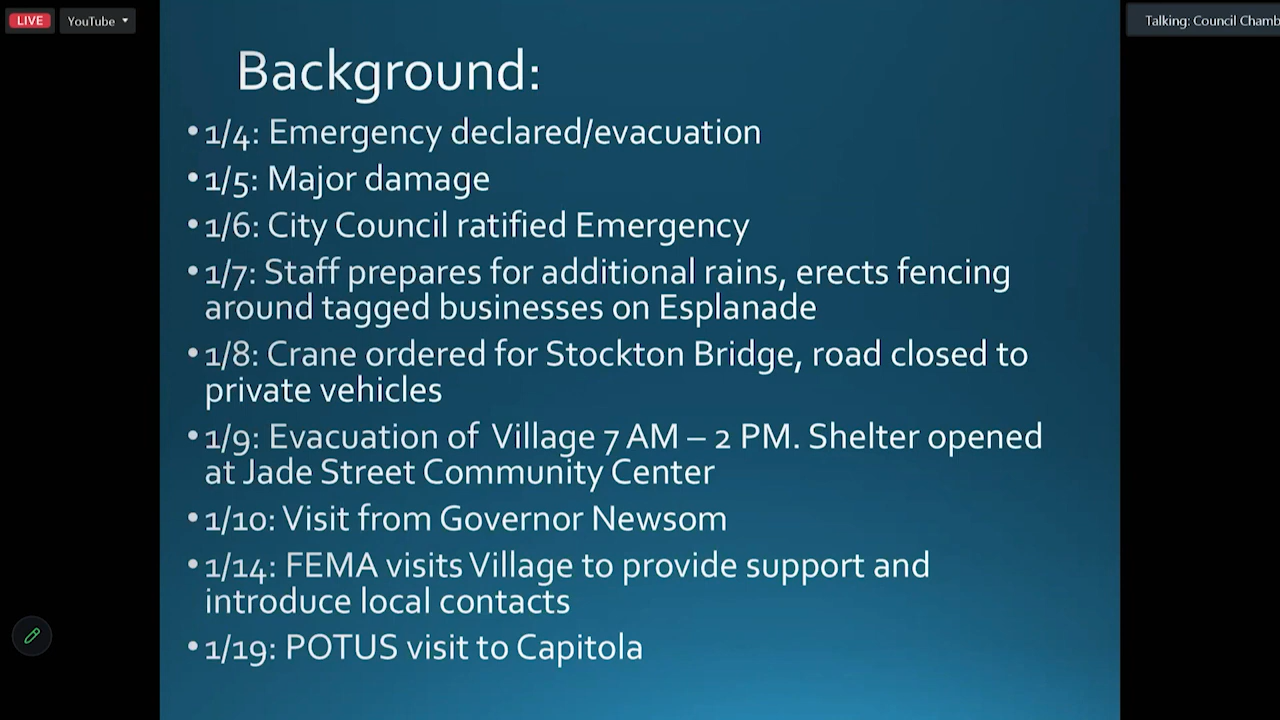 LIVE
YouTube
Talking: Council Chamb
Background:
• 1/4: Emergency declared/evacuation
• 1/5: Major damage
• 1/6: City Council ratified Emergency
• 1/7: Staff prepares for additional rains, erects fencing
around tagged businesses on Esplanade
• 1/8: Crane ordered for Stockton Bridge, road closed to
private vehicles
• 1/9: Evacuation of Village 7 AM – 2 PM. Shelter opened
at Jade Street Community Center
• 1/10: Visit from Governor Newsom
• 1/14: FEMA visits Village to provide support and
introduce local contacts
• 1/19: POTUS visit to Capitola